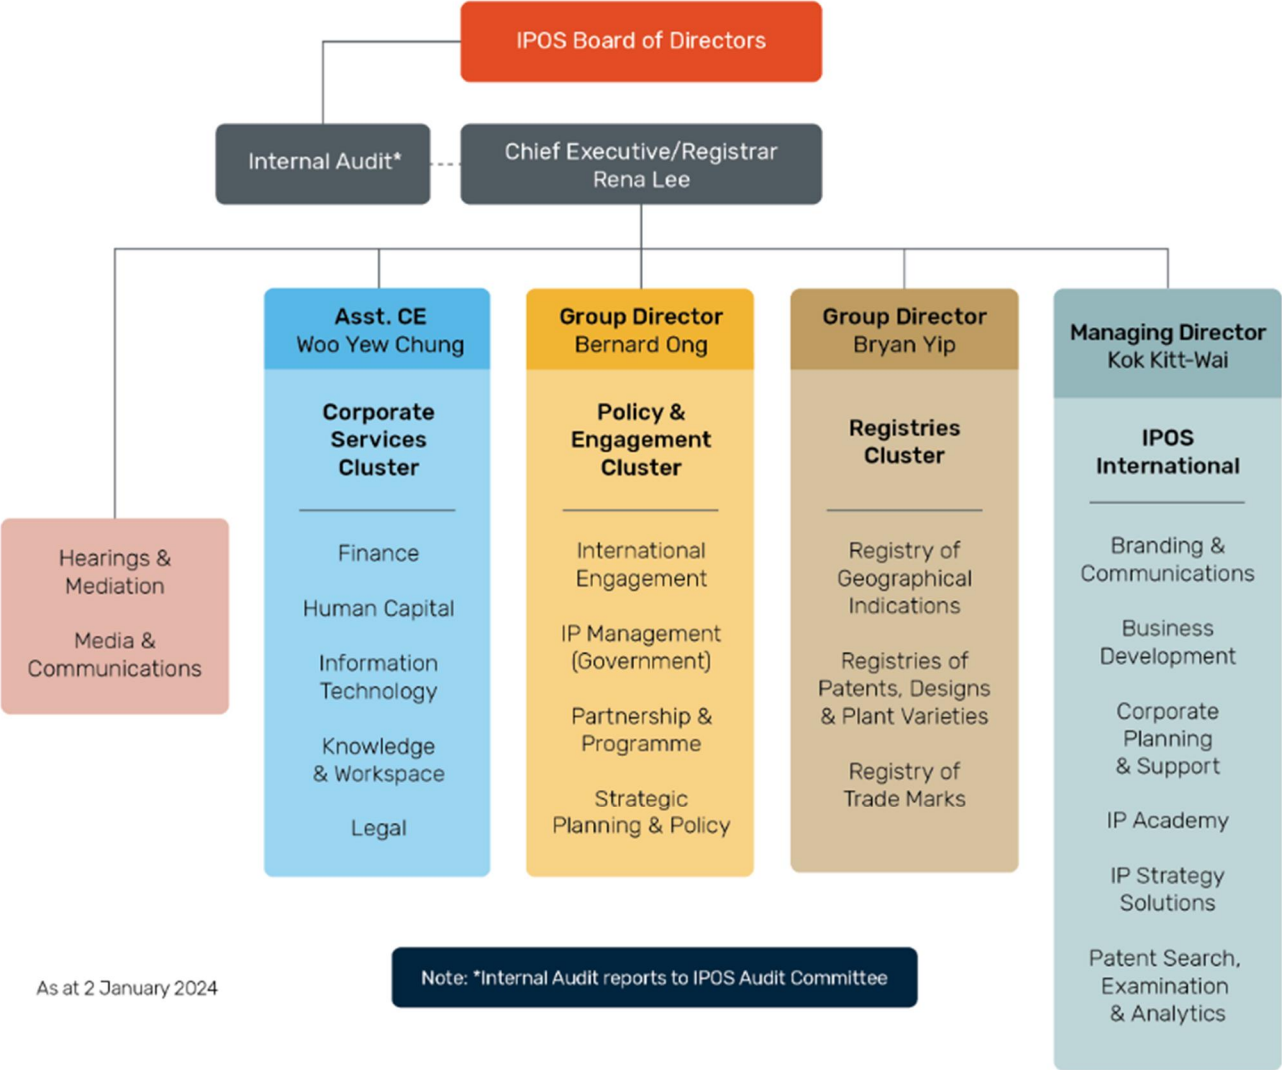 IPOS Board of Directors
Internal Audit*
Chief Executive/Registrar
Rena Lee
Hearings &
Mediation
Media &
Communications
Asst. CE
Woo Yew Chung
Corporate
Services
Cluster
Finance
Human Capital
Information
Technology
Knowledge
& Workspace
Legal
Group Director
Bernard Ong
Policy &
Engagement
Cluster
International
Engagement
IP Management
(Government)
Partnership &
Programme
Strategic
Planning & Policy
Group Director
Bryan Yip
Registries
Cluster
Registry of
Geographical
Indications
Registries of
Patents, Designs
& Plant Varieties
Registry of
Trade Marks
Managing Director
Kok Kitt-Wai
IPOS
International
Branding &
Communications
Business
Development
Corporate
Planning
& Support
IP Academy
IP Strategy
Solutions
Patent Search,
Examination
& Analytics
As at 2 January 2024
Note: *Internal Audit reports to IPOS Audit Committee